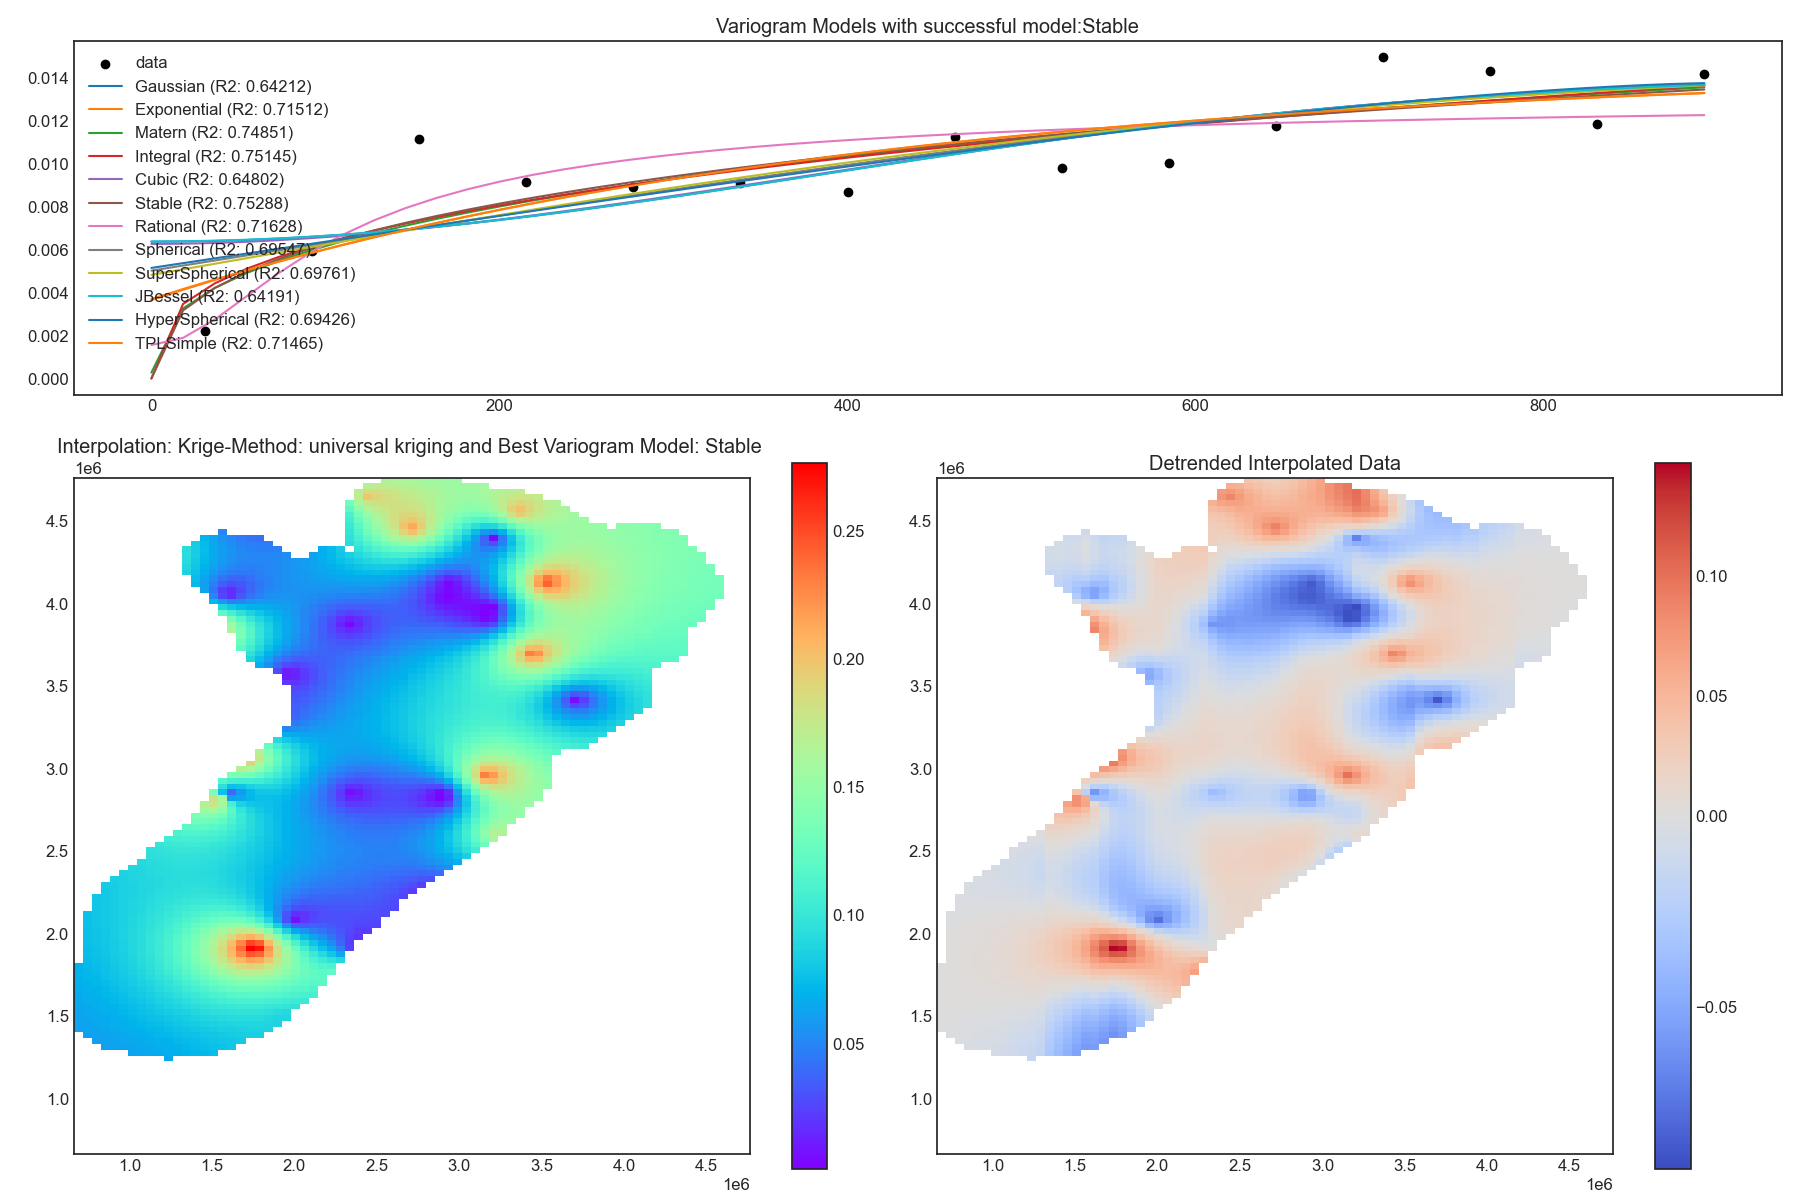 Variogram Models with successful model:Stable
data
Gaussian (R2: 0.64212)
Exponential (R2: 0.71512)
Matern (R2: 0.74851)
Integral (R2: 0.75145)
Cubic (R2: 0.64802)
Stable (R2: 0.75288)
Rational (R2: 0.71628)
Spherical (R2: 0.69547)
SuperSpherical (R2: 0.69761)
JBessel (R2: 0.64191)
HyperSpherical (R2: 0.69426)
TPLSimple (R2: 0.71465)
0.014
0.012
0.010
0.008
0.006
0.004
0.002
0.000
0 200 400 600 800
Interpolation: Krige-Method: universal kriging and Best Variogram Model: Stable
1e6
4.5
4.0
3.5
3.0
2.5
2.0
1.5
1.0
1.0 1.5 2.0 2.5 3.0 3.5 4.0 4.5
1e6
0.25
0.20
0.15
0.10
0.05
Detrended Interpolated Data
1e6
4.5
4.0
3.5
3.0
2.5
2.0
1.5
1.0
1.0 1.5 2.0 2.5 3.0 3.5 4.0 4.5
1e6
0.10
0.05
0.00
−0.05